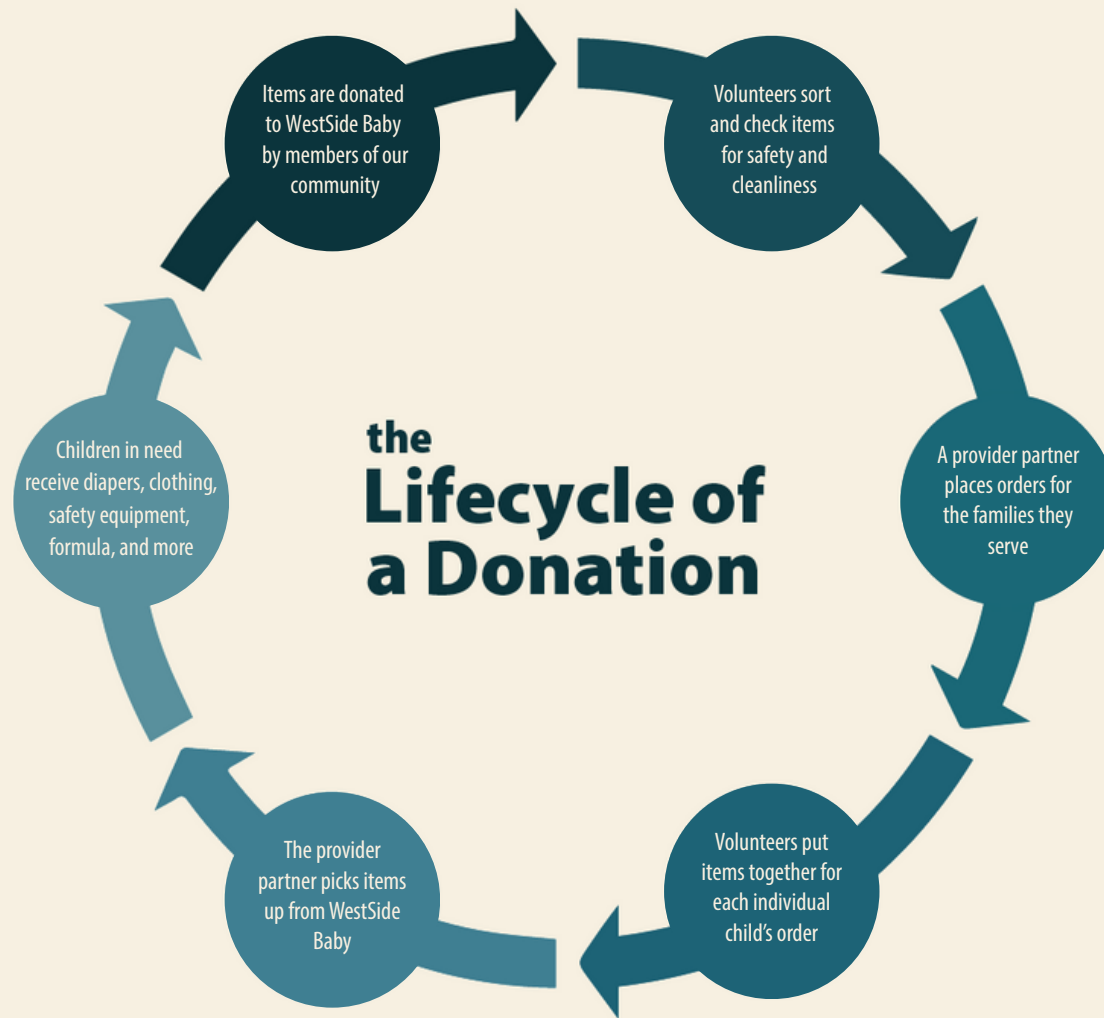 the
Lifecycle of
a Donation
Items are donated
to WestSide Baby
by members of our
community
Volunteers sort
and check items
for safety and
cleanliness
A provider partner
places orders for
the families they
serve
Volunteers put
items together for
each individual
child's order
The provider
partner picks items
up from WestSide
Baby
Children in need
receive diapers, clothing,
safety equipment,
formula, and more